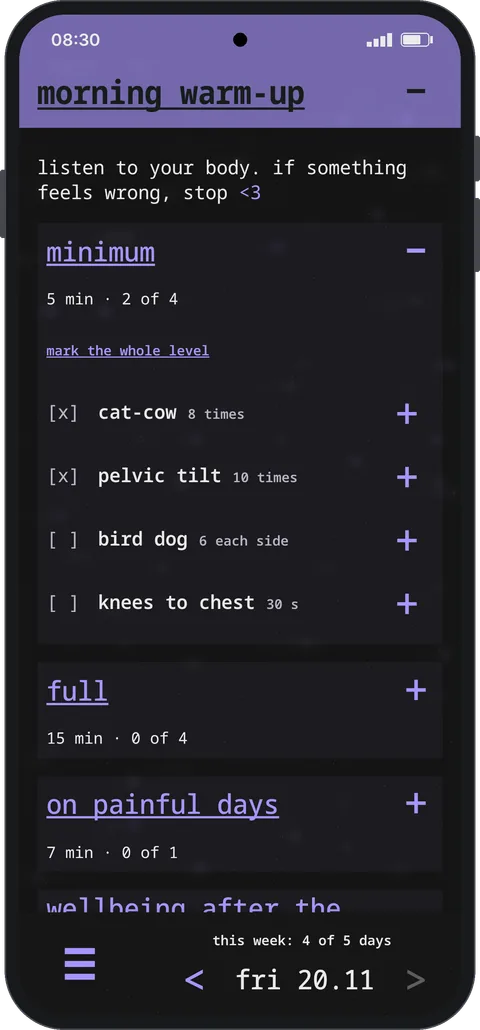 08:30
morning warm-up −
listen to your body. if something
feels wrong, stop <3
minimum −
5 min · 2 of 4
mark the whole level
[x] cat-cow 8 times +
[x] pelvic tilt 10 times +
[ ] bird dog 6 each side +
[ ] knees to chest 30 s +
full +
15 min · 0 of 4
on painful days +
7 min · 0 of 1
wellbeing after the
this week: 4 of 5 days
< fri 20.11 >